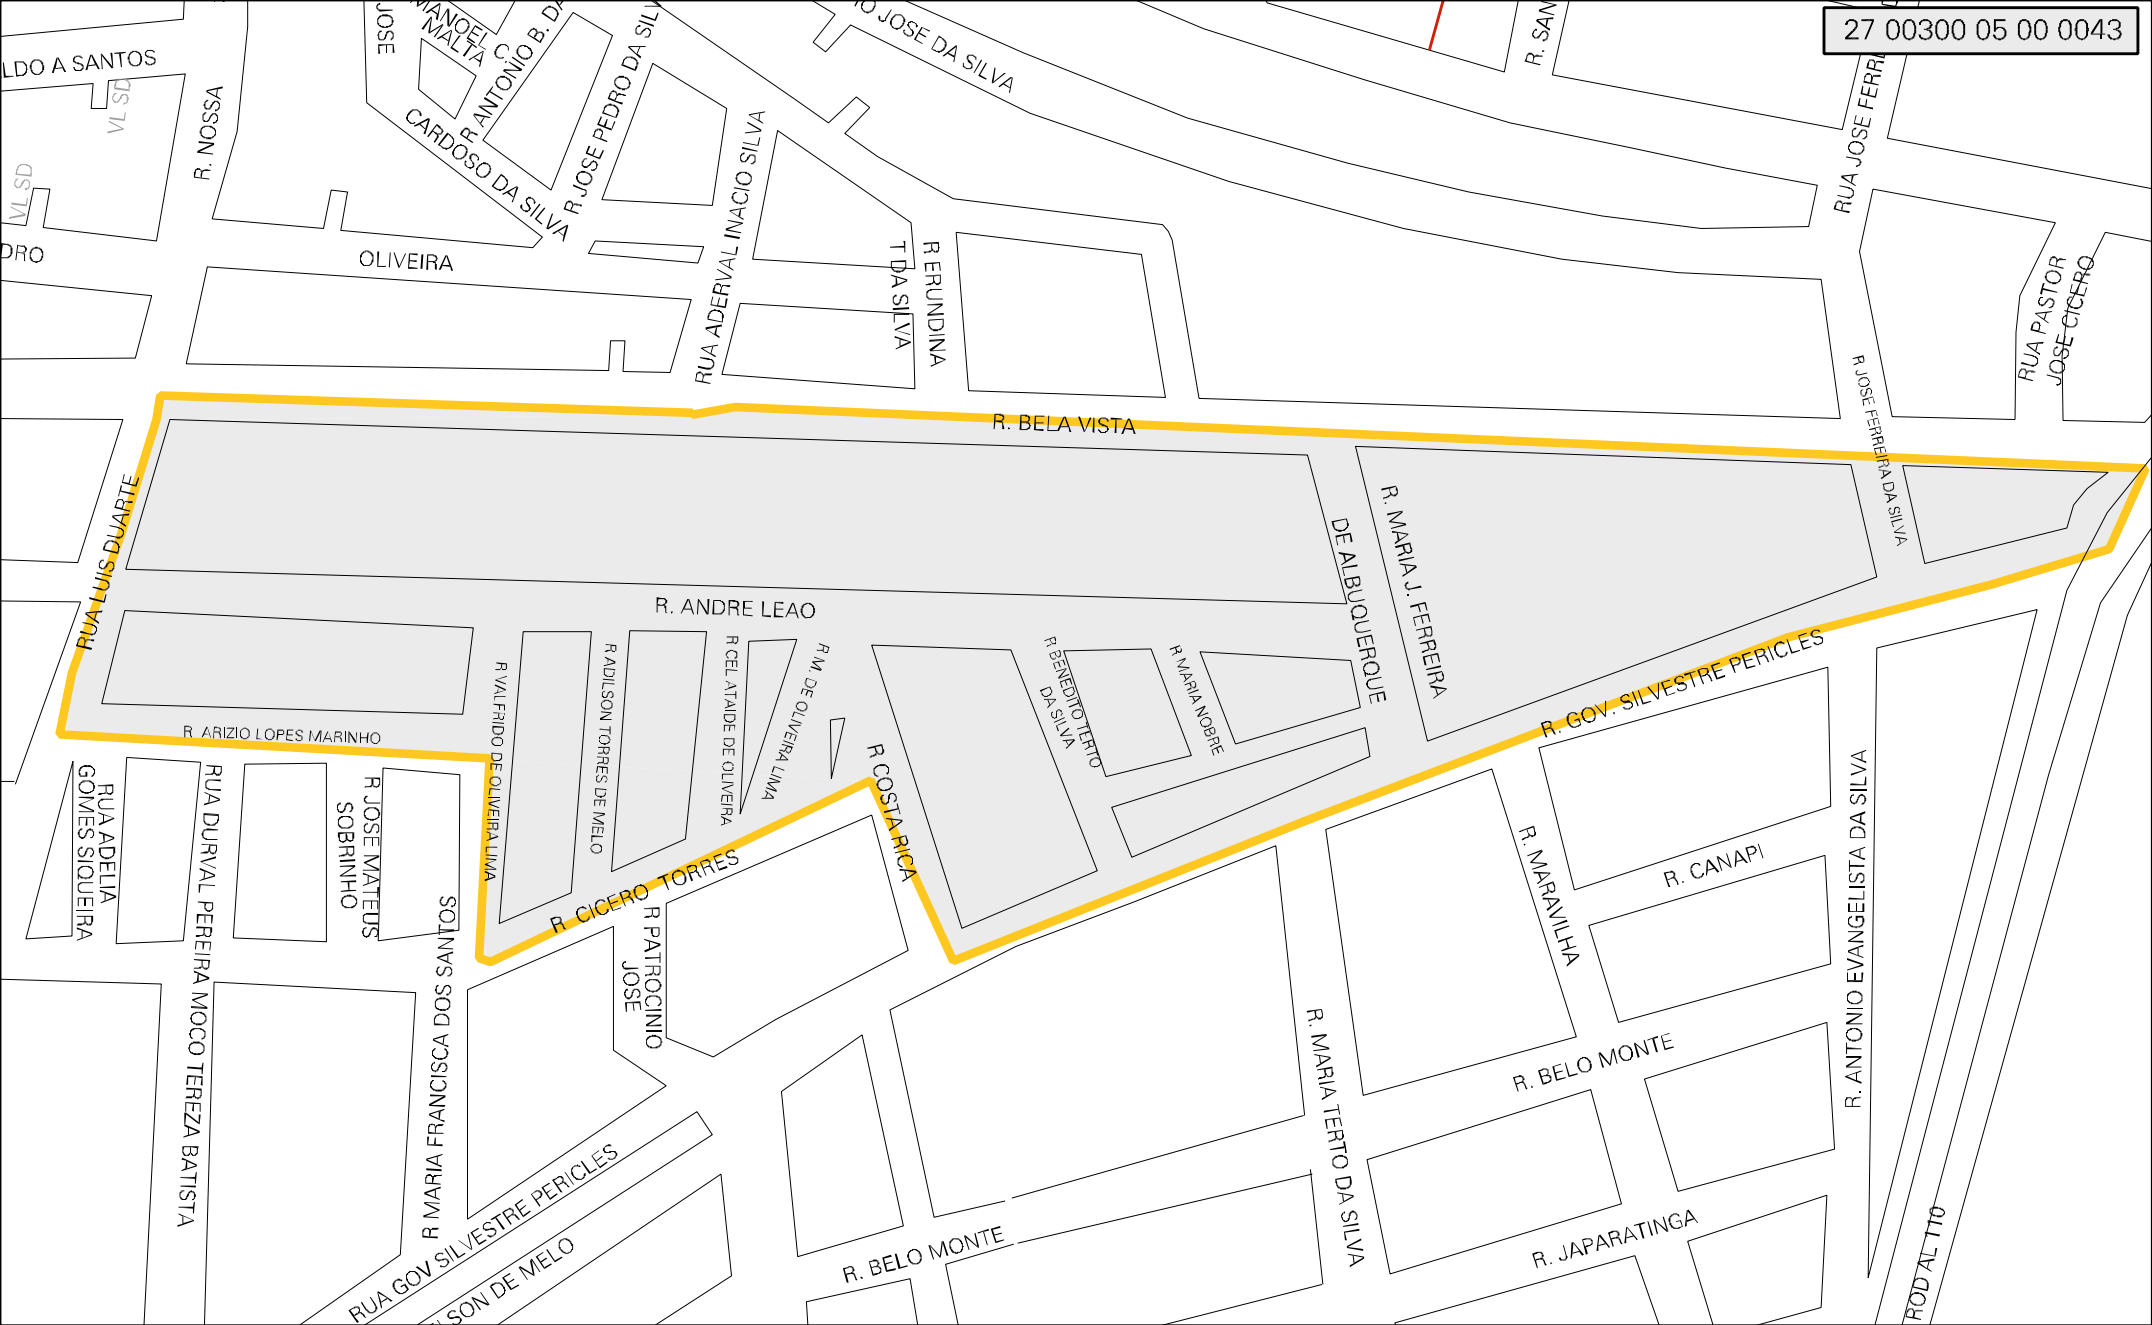 27 00300 05 00 0043
JOSE
MANOEL C.
MALTA
R ANTONIO B. DA
R JOSE PEDRO DA SILV
IO JOSE DA SILVA
R. SAN
RUA JOSE FERRE
LDO A SANTOS
VL SD
R. NOSSA
CARDOSO DA SILVA
VL SD
DRO
OLIVEIRA
RUA ADERVAL INACIO SILVA
R ERUNDINA
T DA SILVA
RUA PASTOR
JOSE CICERO
R JOSE FERREIRA DA SILVA
R. BELA VISTA
RUA LUIS DUARTE
R. ANDRE LEAO
DE ALBUQUERQUE
R. MARIA J. FERREIRA
R VALFRIDO DE OLIVEIRA LIMA
R ADILSON TORRES DE MELO
R CEL ATAIDE DE OLIVEIRA
R M. DE OLIVEIRA LIMA
R BENEDITO TERTO
DA SILVA
R MARIA NOBRE
R. GOV. SILVESTRE PERICLES
R ARIZIO LOPES MARINHO
R COSTA RICA
RUA ADELIA
GOMES SIQUEIRA
RUA DURVAL PEREIRA MOCO TEREZA BATISTA
R JOSE MATEUS
SOBRINHO
R MARIA FRANCISCA DOS SANTOS
R CICERO TORRES
R PATROCINIO
JOSE
R. MARAVILHA
R. CANAPI
R. ANTONIO EVANGELISTA DA SILVA
R. MARIA TERTO DA SILVA
R. BELO MONTE
RUA GOV SILVESTRE PERICLES
LSON DE MELO
R. BELO MONTE
R. JAPARATINGA
ROD AL 110